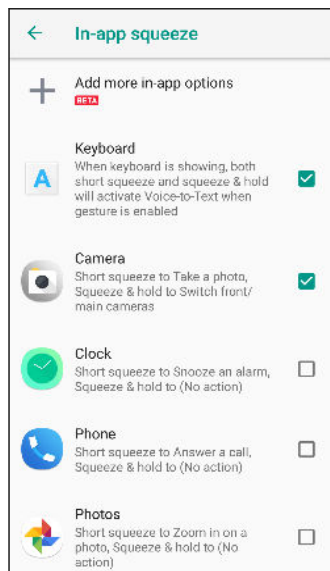 In-app squeeze
Add more in-app options
BETA
Keyboard
When keyboard is showing, both
short squeeze and squeeze & hold
will activate Voice-to-Text when
gesture is enabled
A
Camera
Short squeeze to Take a photo,
Squeeze & hold to Switch front/
main cameras
Clock
Short squeeze to Snooze an alarm,
Squeeze & hold to (No action)
Phone
Short squeeze to Answer a call,
Squeeze & hold to (No action)
Photos
Short squeeze to Zoom in on a
photo, Squeeze & hold to (No
action)